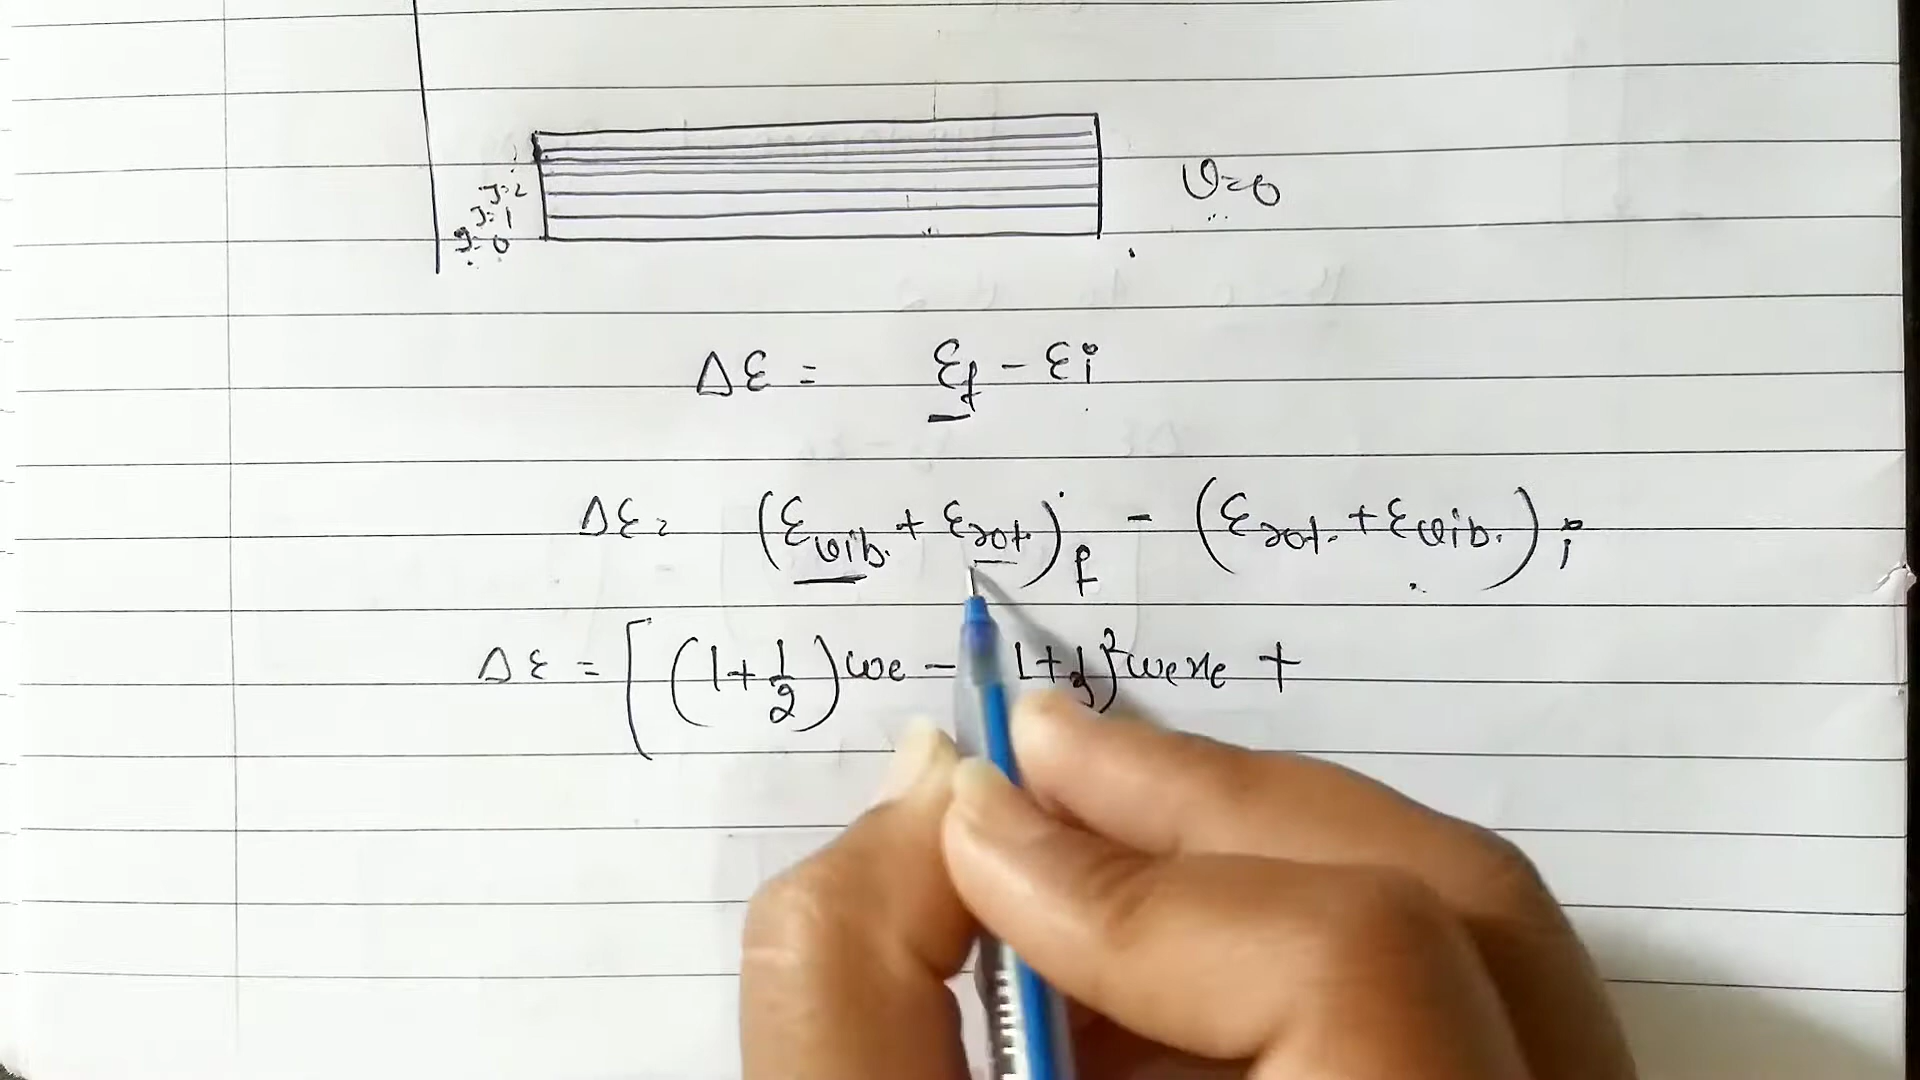 J=2
J=1
J=0
v=0
Δε = εf - εi
Δε = (εvib. + εrot.)f - (εrot. + εvib.)i
Δε = [(1+1/2)ωe - 1+1/2)²ωexe +